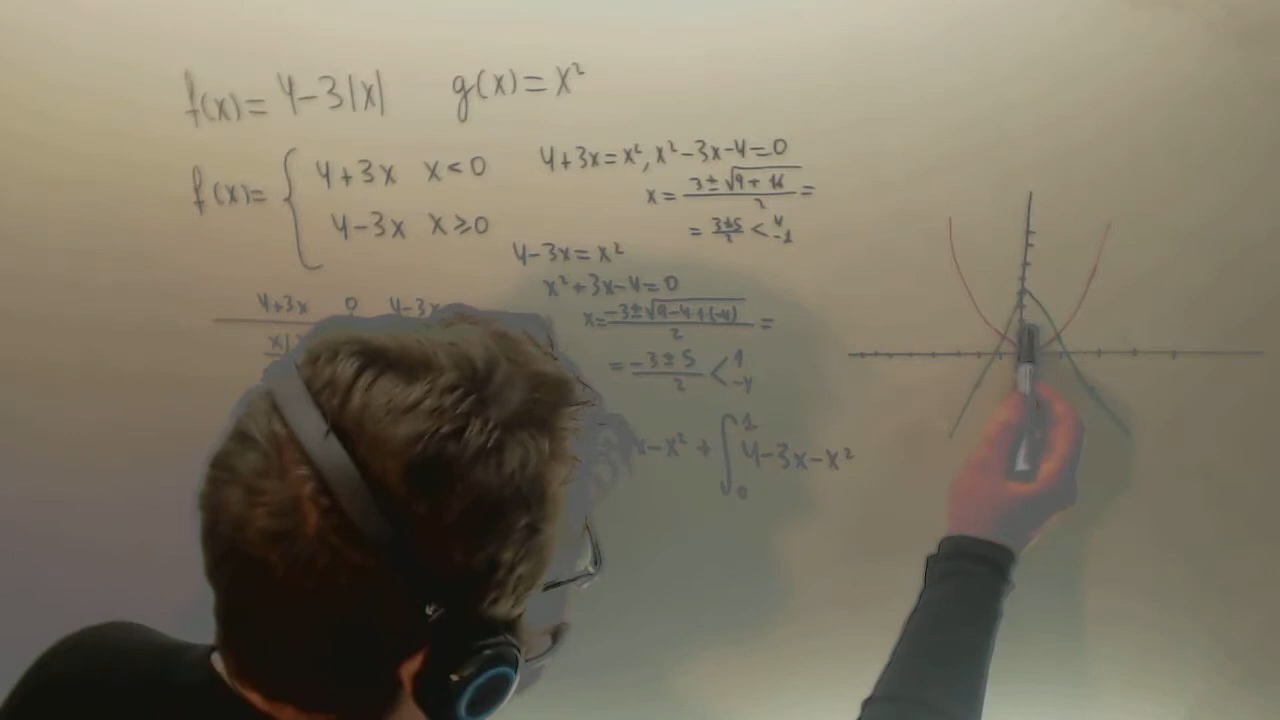 f(x) = 4-3|x|   g(x) = x²
f(x) = { 4+3x   x<0
4-3x   x≥0
4+3x = x², x²-3x-4=0
x = (3±√(9+16))/2 =
= (3±5)/2 < 4
-1
4-3x = x²
x²+3x-4=0
x = (-3±√(9-4·1·(-4)))/2 =
= (-3±5)/2 < 1
-4
4+3x   0   4-3x
x-x² + ∫₀¹ 4-3x-x²